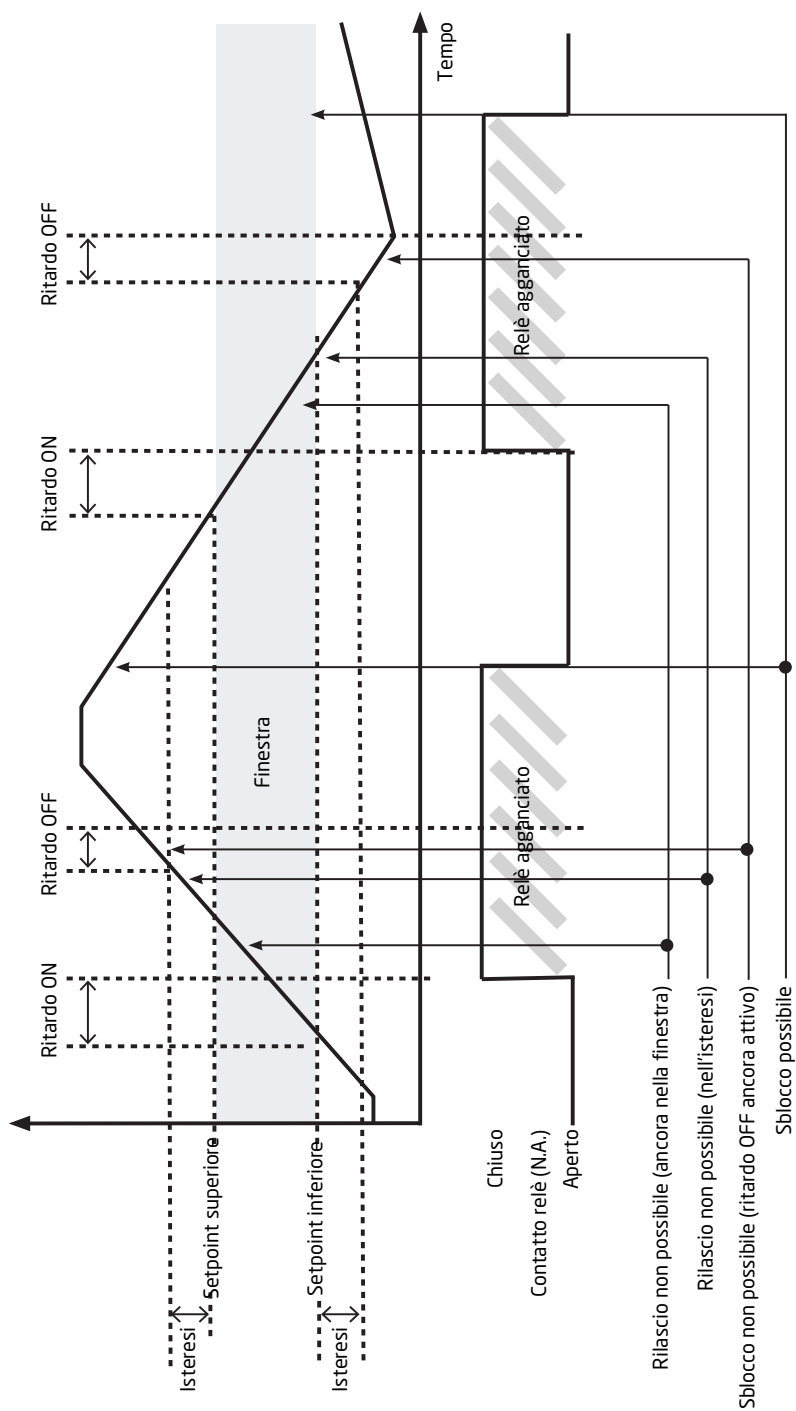 Ritardo ON
Ritardo OFF
Ritardo ON
Ritardo OFF
Isteresi
Setpoint superiore
Finestra
Isteresi
Setpoint inferiore
Tempo
Chiuso
Contatto relè (N.A.)
Aperto
Relè agganciato
Relè agganciato
Rilascio non possibile (ancora nella finestra)
Rilascio non possibile (nell'isteresi)
Sblocco non possibile (ritardo OFF ancora attivo)
Sblocco possibile